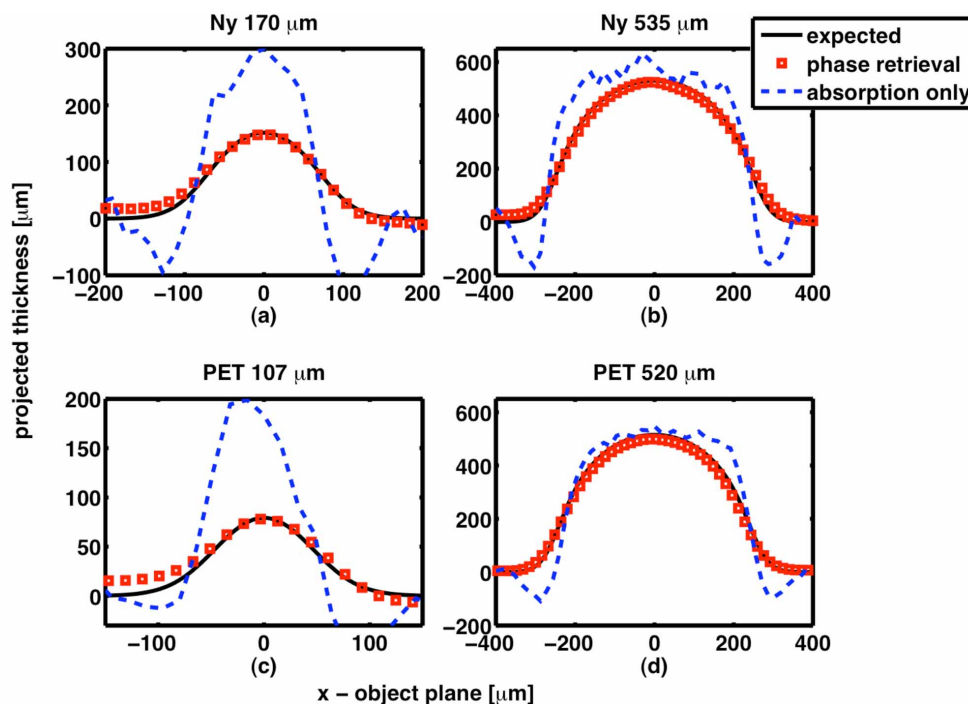 Ny 170 μm
Ny 535 μm
expected
phase retrieval
absorption only
projected thickness [μm]
300
200
100
0
−100
−200
−100
0
100
200
(a)
600
400
200
0
−200
−400
−200
0
200
400
(b)
PET 107 μm
PET 520 μm
200
150
100
50
0
−100
0
100
(c)
600
400
200
0
−200
−400
−200
0
200
400
(d)
x − object plane [μm]